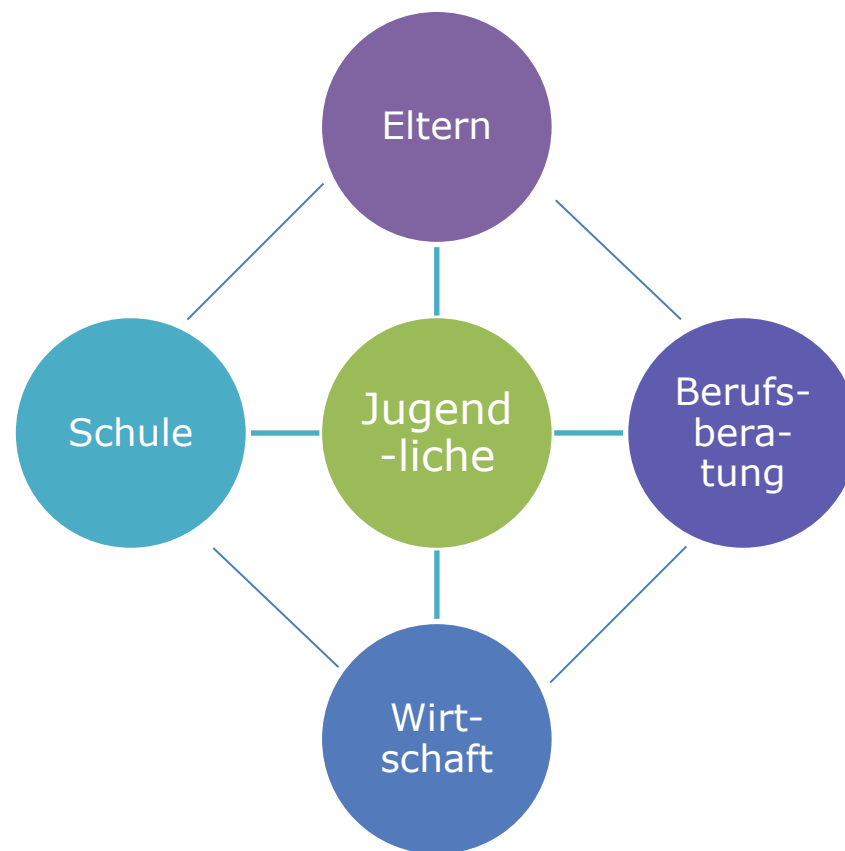 Eltern
Schule
Jugend
-liche
Berufs-
bera-
tung
Wirt-
schaft